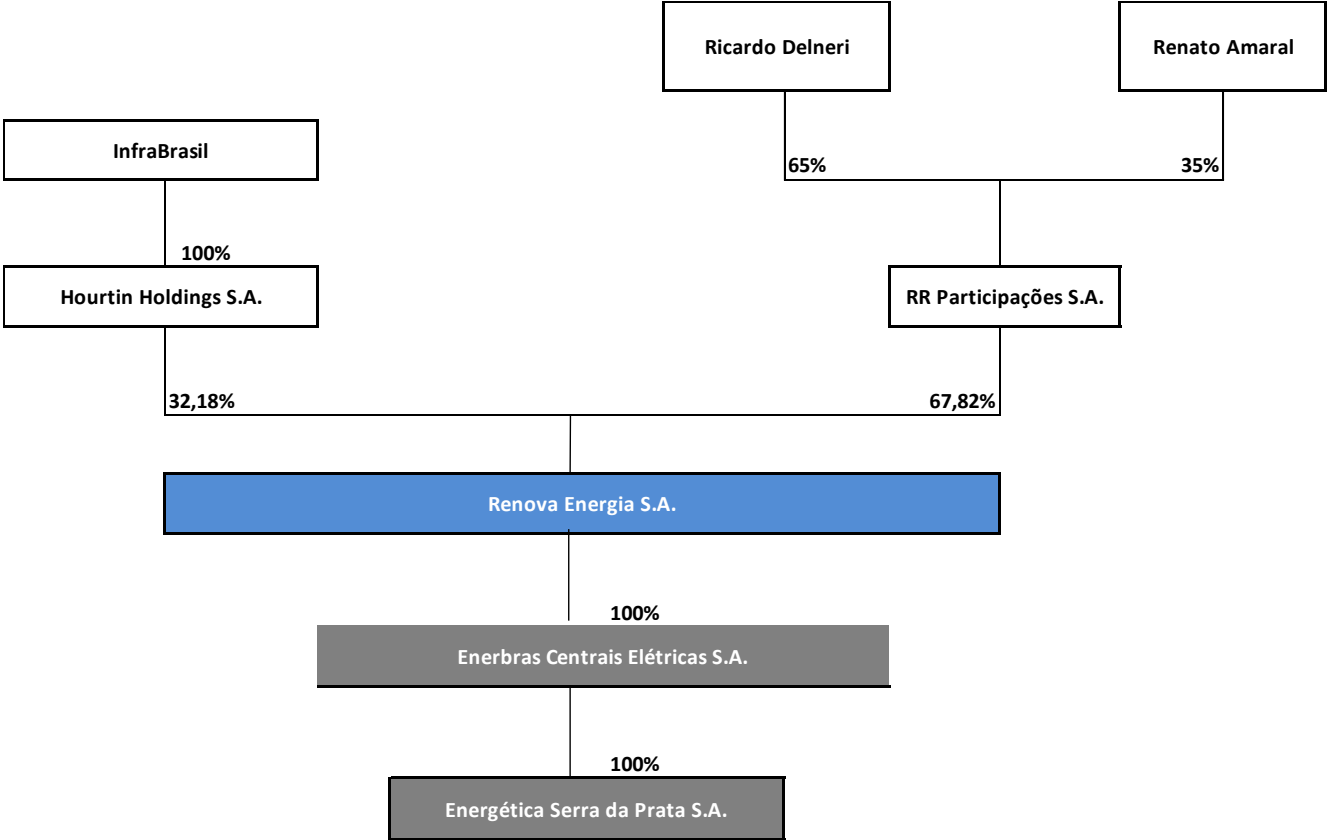 Ricardo Delneri
Renato Amaral
InfraBrasil
65%
35%
100%
Hourtin Holdings S.A.
RR Participações S.A.
32,18%
67,82%
Renova Energia S.A.
100%
Enerbras Centrais Elétricas S.A.
100%
Energética Serra da Prata S.A.